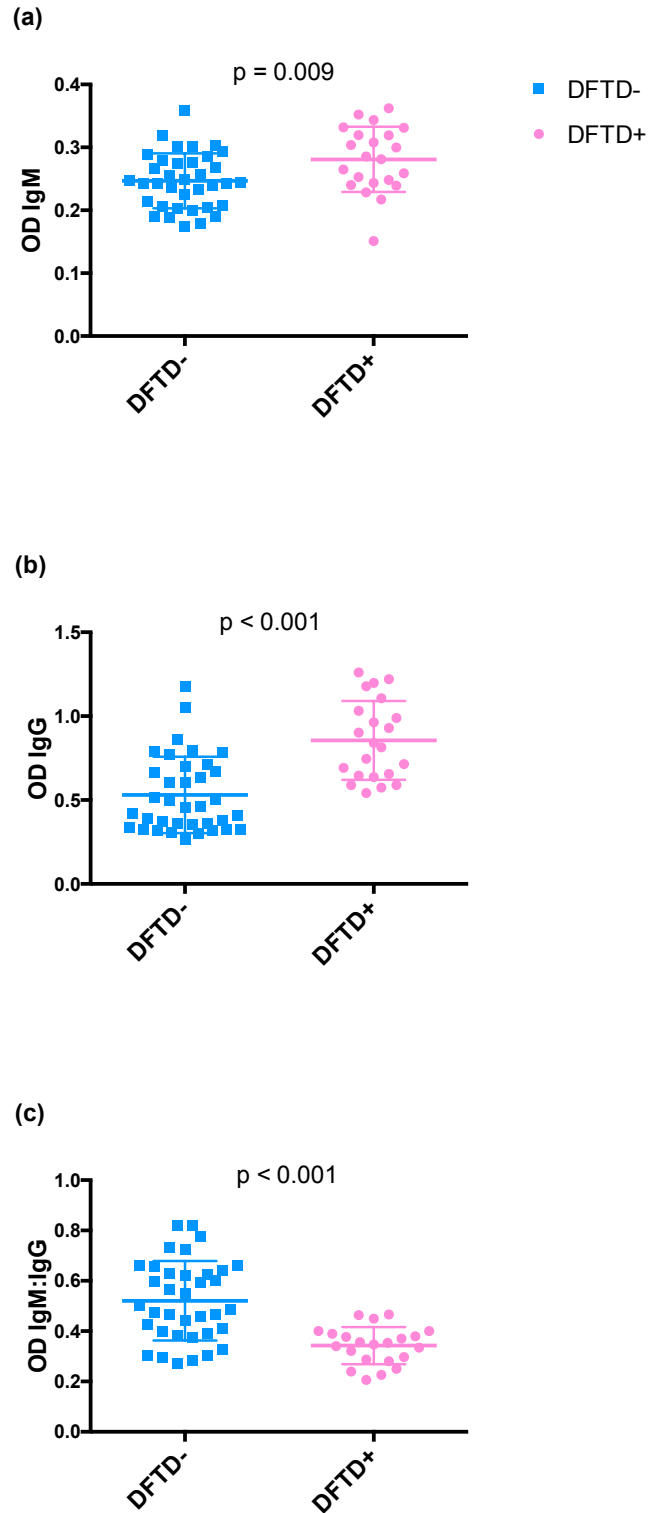 (a)
p = 0.009
DFTD-
DFTD+
0.4
0.3
0.2
0.1
0.0
OD IgM
DFTD-
DFTD+
(b)
p < 0.001
1.5
1.0
0.5
0.0
OD IgG
DFTD-
DFTD+
(c)
p < 0.001
1.0
0.8
0.6
0.4
0.2
0.0
OD IgM:IgG
DFTD-
DFTD+